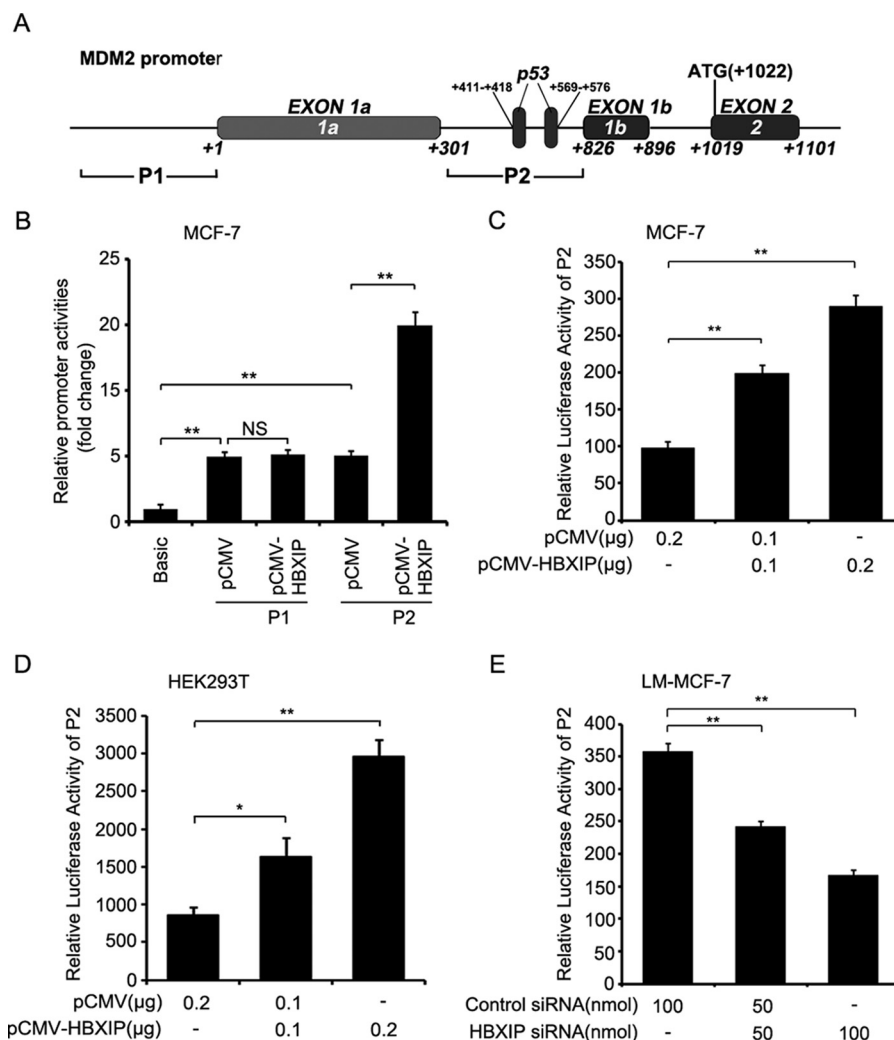 A
MDM2 promoter
+411-+418
p53
+569-+576
ATG(+1022)
EXON 1a
EXON 1b
EXON 2
1a
1b
2
+1
+301
+826
+896
+1019
+1101
P1
P2
B
MCF-7
Relative promoter activities
(fold change)
25
20
15
5
0
**
NS
**
**
Basic
pCMV
pCMV-
HBXIP
pCMV
pCMV-
HBXIP
P1
P2
C
MCF-7
Relative Luciferase Activity of P2
350
300
250
200
150
100
50
0
**
**
pCMV(µg) 0.2 0.1 -
pCMV-HBXIP(µg) - 0.1 0.2
D
HEK293T
Relative Luciferase Activity of P2
3500
3000
2500
2000
1500
1000
500
0
**
*
pCMV(µg) 0.2 0.1 -
pCMV-HBXIP(µg) - 0.1 0.2
E
LM-MCF-7
Relative Luciferase Activity of P2
400
350
300
250
200
150
100
50
0
**
**
Control siRNA(nmol) 100 50 -
HBXIP siRNA(nmol) - 50 100